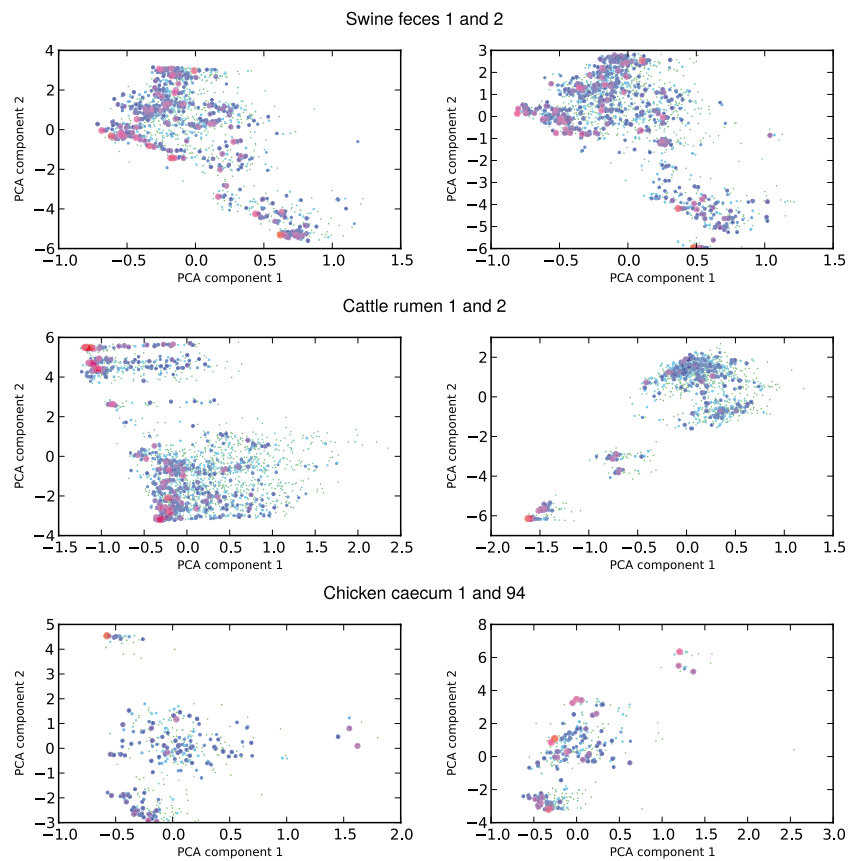 Swine feces 1 and 2
4
2
0
−2
−4
−6
PCA component 2
−1.0 −0.5 0.0 0.5 1.0 1.5
PCA component 1
3
2
1
0
−1
−2
−3
−4
−5
−6
PCA component 2
−1.0 −0.5 0.0 0.5 1.0 1.5
PCA component 1
Cattle rumen 1 and 2
6
4
2
0
−2
−4
PCA component 2
−1.5 −1.0 −0.5 0.0 0.5 1.0 1.5 2.0 2.5
PCA component 1
2
0
−2
−4
−6
PCA component 2
−2.0 −1.5 −1.0 −0.5 0.0 0.5 1.0 1.5
PCA component 1
Chicken caecum 1 and 94
5
4
3
2
1
0
−1
−2
−3
PCA component 2
−1.0 −0.5 0.0 0.5 1.0 1.5 2.0
PCA component 1
8
6
4
2
0
−2
−4
PCA component 2
−1.0 −0.5 0.0 0.5 1.0 1.5 2.0 2.5 3.0
PCA component 1